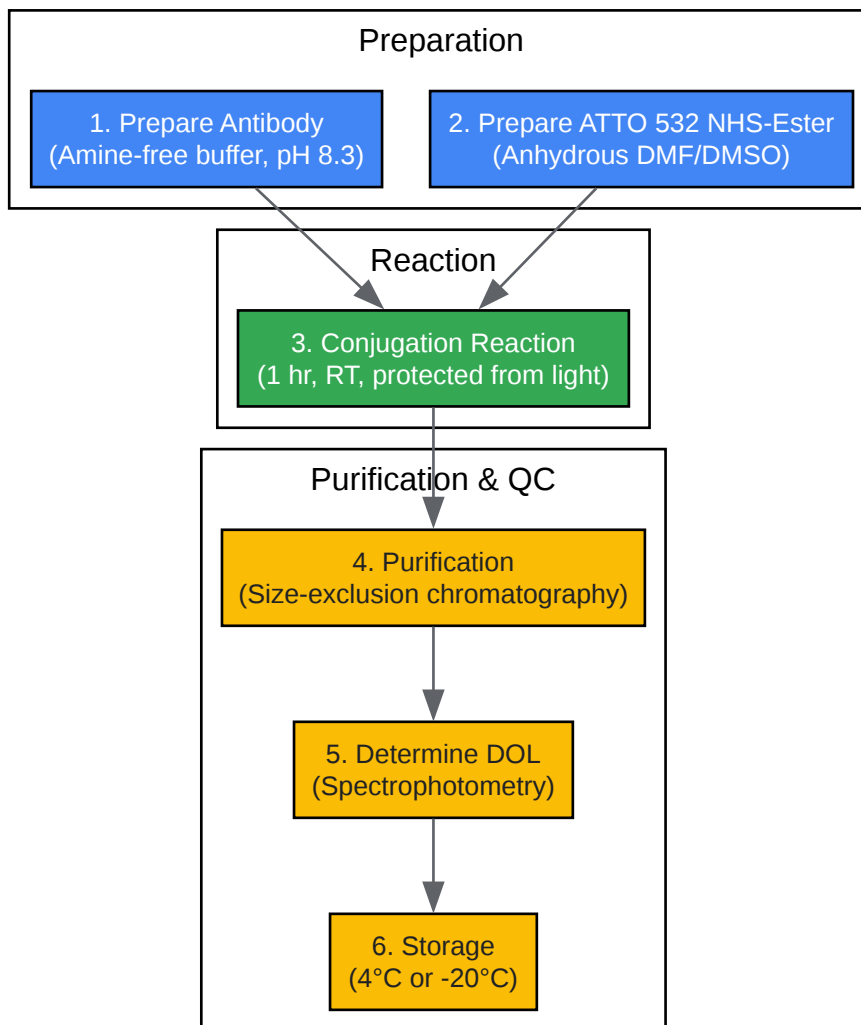 Preparation
1. Prepare Antibody
(Amine-free buffer, pH 8.3)
2. Prepare ATTO 532 NHS-Ester
(Anhydrous DMF/DMSO)
Reaction
3. Conjugation Reaction
(1 hr, RT, protected from light)
Purification & QC
4. Purification
(Size-exclusion chromatography)
5. Determine DOL
(Spectrophotometry)
6. Storage
(4°C or -20°C)